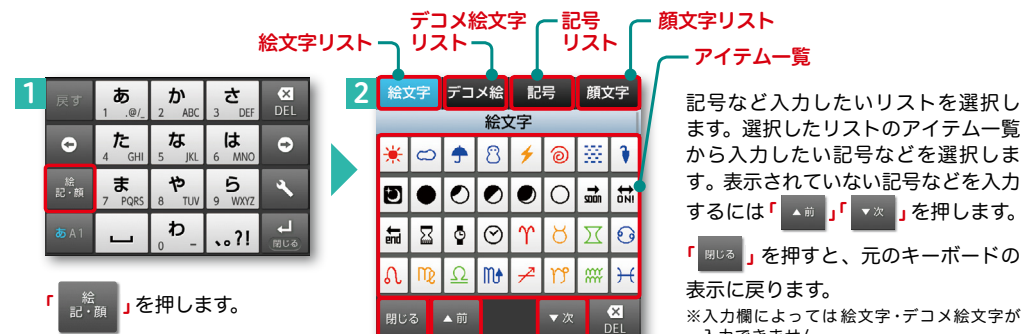 絵文字リスト
デコメ絵文字
リスト
記号
リスト
顔文字リスト
アイテム一覧
1
戻す
あ
1 .@/_
か
2 ABC
さ
3 DEF
DEL
た
4 GHI
な
5 JKL
は
6 MNO
絵
記・顔
ま
7 PQRS
や
8 TUV
ら
9 WXYZ
あA1
わ
0 _
、。?!
閉じる
「 絵
記・顔 」を押します。
2
絵文字 デコメ絵 記号 顔文字
絵文字
soon ON!
end
閉じる ▲前 ▼次 DEL
記号など入力したいリストを選択し
ます。選択したリストのアイテム一覧
から入力したい記号などを選択しま
す。表示されていない記号などを入力
するには「▲前」「▼次」を押します。
「閉じる」を押すと、元のキーボードの
表示に戻ります。
※入力欄によっては絵文字・デコメ絵文字が
入力できません